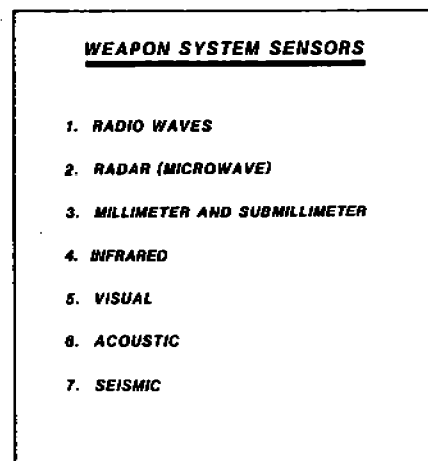 WEAPON SYSTEM SENSORS
1. RADIO WAVES
2. RADAR (MICROWAVE)
3. MILLIMETER AND SUBMILLIMETER
4. INFRARED
5. VISUAL
6. ACOUSTIC
7. SEISMIC